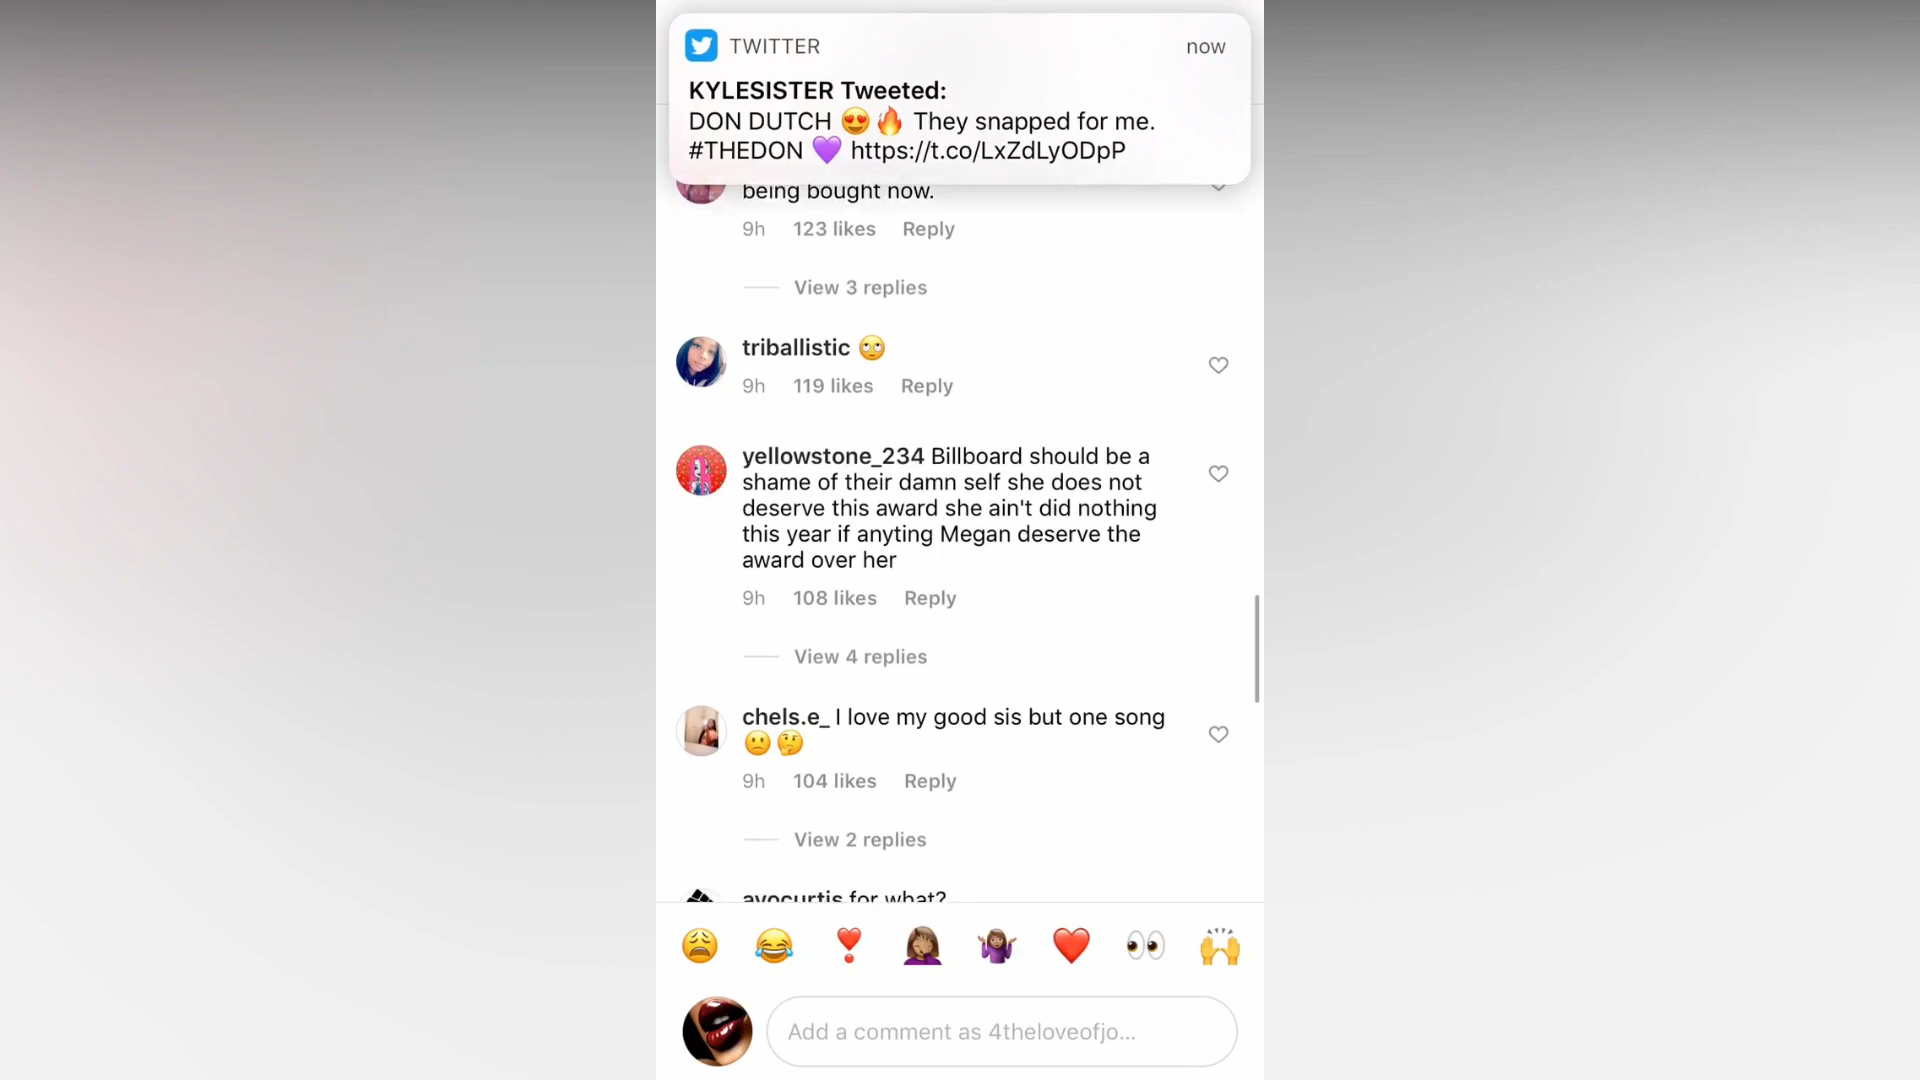 TWITTER
now
KYLESISTER Tweeted:
DON DUTCH 😍🔥 They snapped for me.
#THEDON 💜 https://t.co/LxZdLyODpP
being bought now.
9h 123 likes Reply
View 3 replies
triballistic 🙄
9h 119 likes Reply
yellowstone_234 Billboard should be a
shame of their damn self she does not
deserve this award she ain't did nothing
this year if anyting Megan deserve the
award over her
9h 108 likes Reply
View 4 replies
chels.e_ I love my good sis but one song
🙁🤔
9h 104 likes Reply
View 2 replies
avocurtis for what?
😩 😂 ❣️ 🤦🏽‍♀️ 🤷🏽‍♀️ ❤️ 👀 🙌
Add a comment as 4theloveofjo...